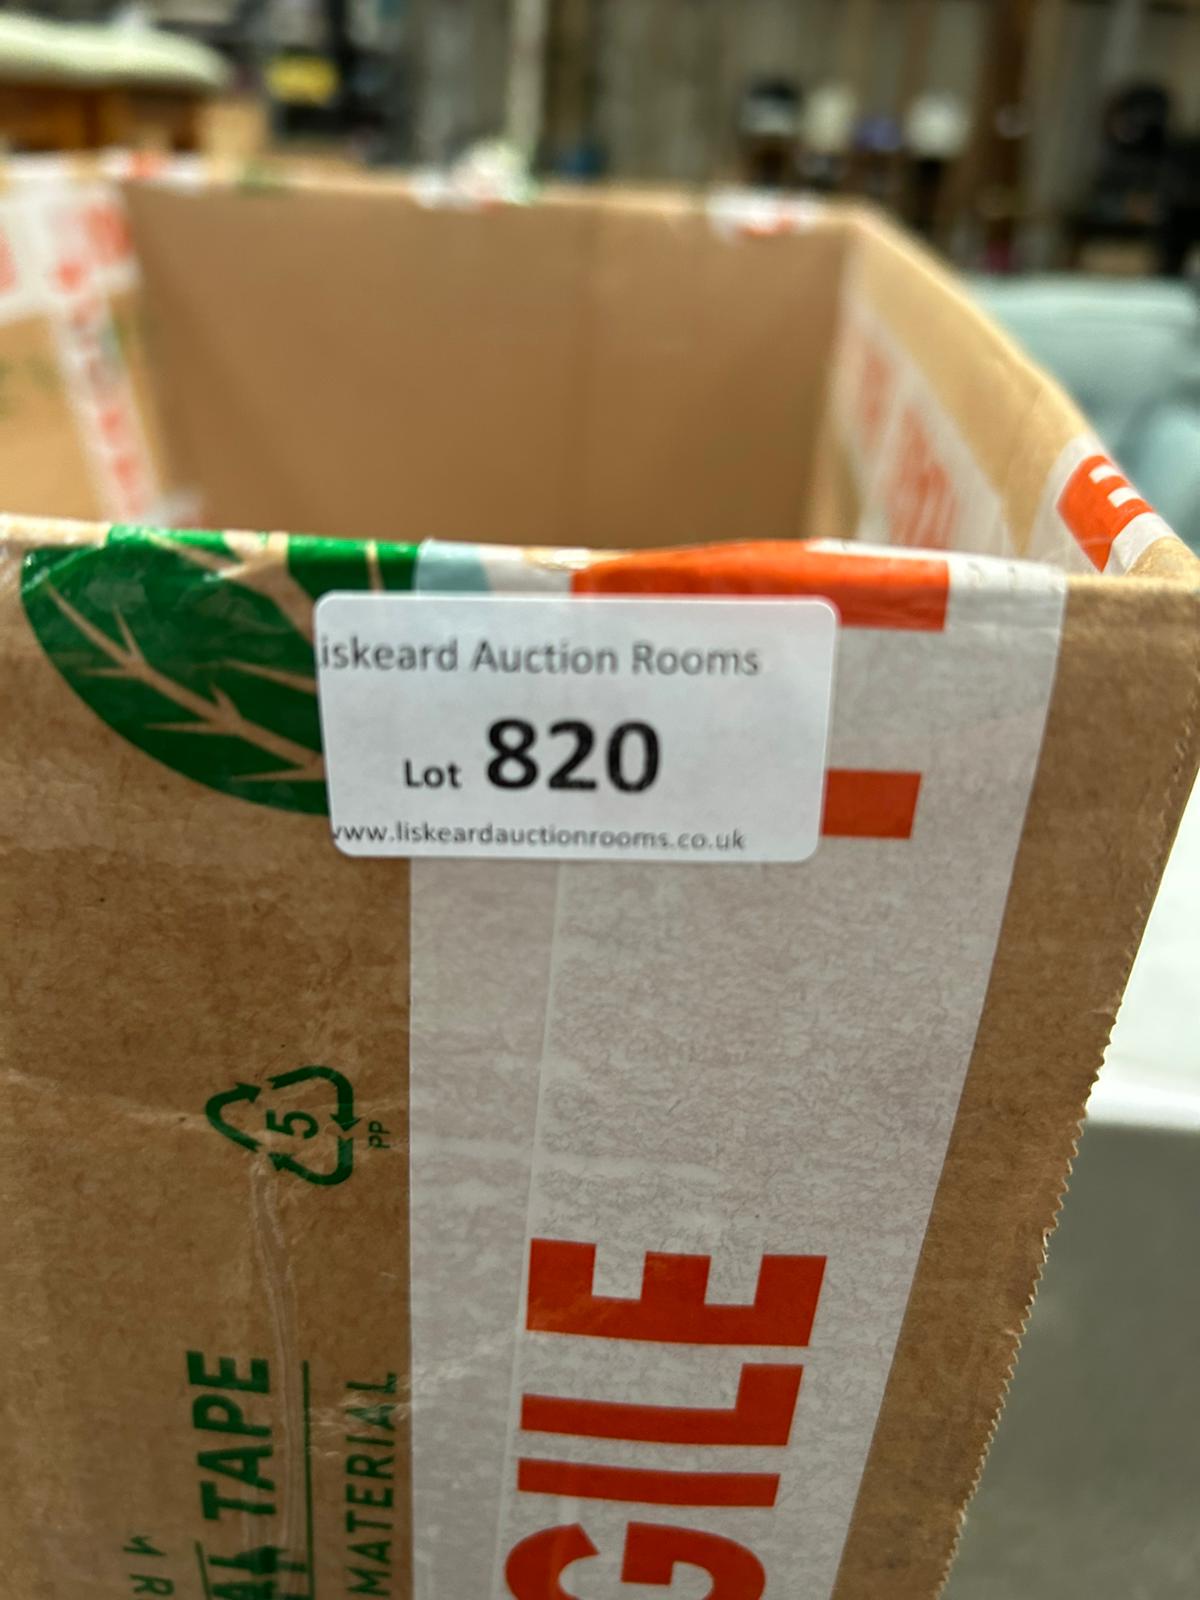 iskeard Auction Rooms
Lot 820
www.liskeardauctionrooms.co.uk
5
PP
TAPE
MATERIAL
GILE